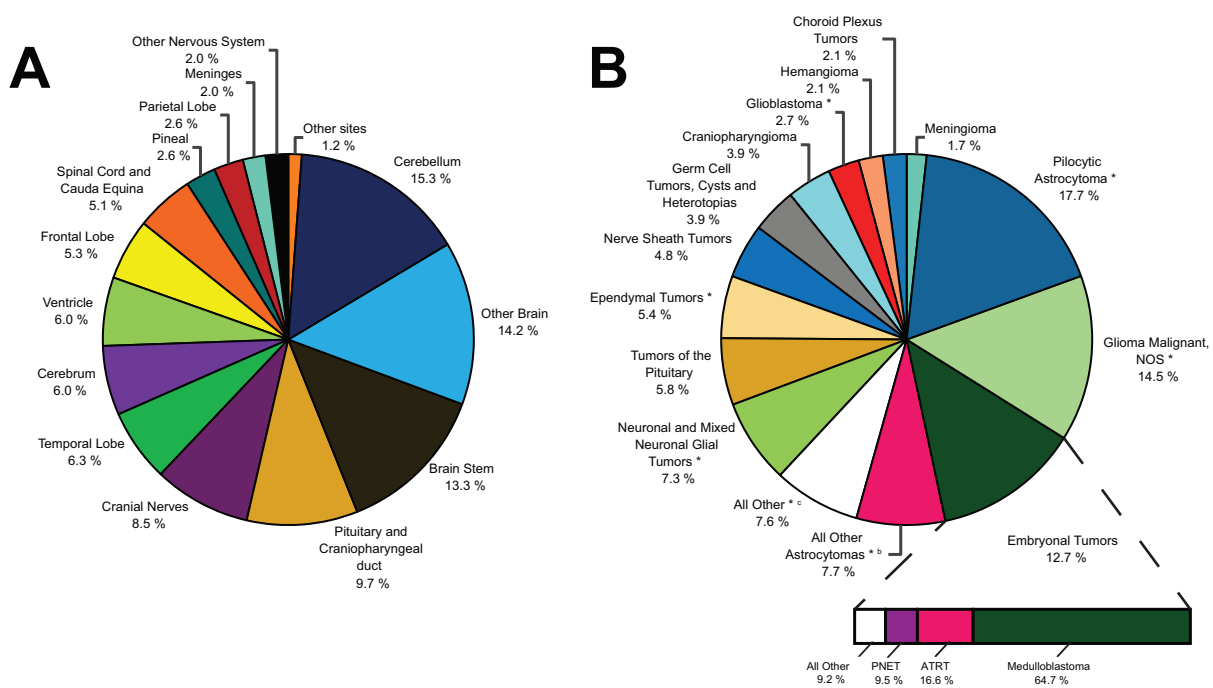 A
Other Nervous System
2.0 %
Meninges
2.0 %
Parietal Lobe
2.6 %
Pineal
2.6 %
Spinal Cord and
Cauda Equina
5.1 %
Frontal Lobe
5.3 %
Ventricle
6.0 %
Cerebrum
6.0 %
Temporal Lobe
6.3 %
Cranial Nerves
8.5 %
Pituitary and
Craniopharyngeal
duct
9.7 %
Brain Stem
13.3 %
Other Brain
14.2 %
Cerebellum
15.3 %
Other sites
1.2 %
B
Choroid Plexus
Tumors
2.1 %
Hemangioma
2.1 %
Glioblastoma *
2.7 %
Craniopharyngioma
3.9 %
Germ Cell
Tumors, Cysts and
Heterotopias
3.9 %
Nerve Sheath Tumors
4.8 %
Ependymal Tumors *
5.4 %
Tumors of the
Pituitary
5.8 %
Neuronal and Mixed
Neuronal Glial
Tumors *
7.3 %
All Other * c
7.6 %
All Other
Astrocytomas * b
7.7 %
Embryonal Tumors
12.7 %
Glioma Malignant,
NOS *
14.5 %
Pilocytic
Astrocytoma *
17.7 %
Meningioma
1.7 %
All Other
9.2 %
PNET
9.5 %
ATRT
16.6 %
Medulloblastoma
64.7 %